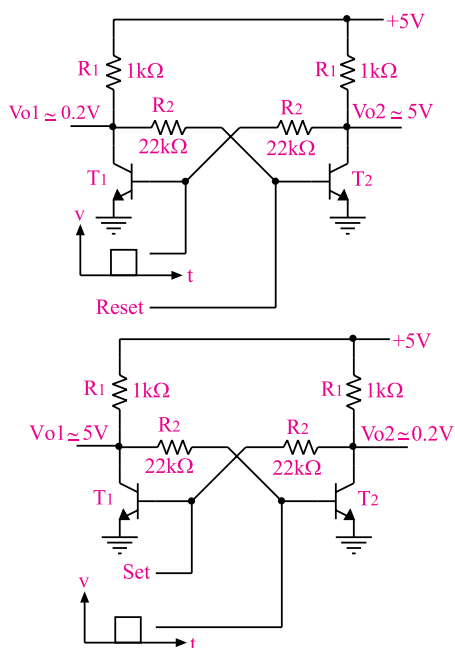 +5V
R1 1kΩ R1 1kΩ
Vo1≃0.2V R2 R2 Vo2≃5V
22kΩ 22kΩ
T1 T2
v
t
Reset
+5V
R1 1kΩ R1 1kΩ
Vo1≃5V R2 R2 Vo2≃0.2V
22kΩ 22kΩ
T1 T2
Set
v
t